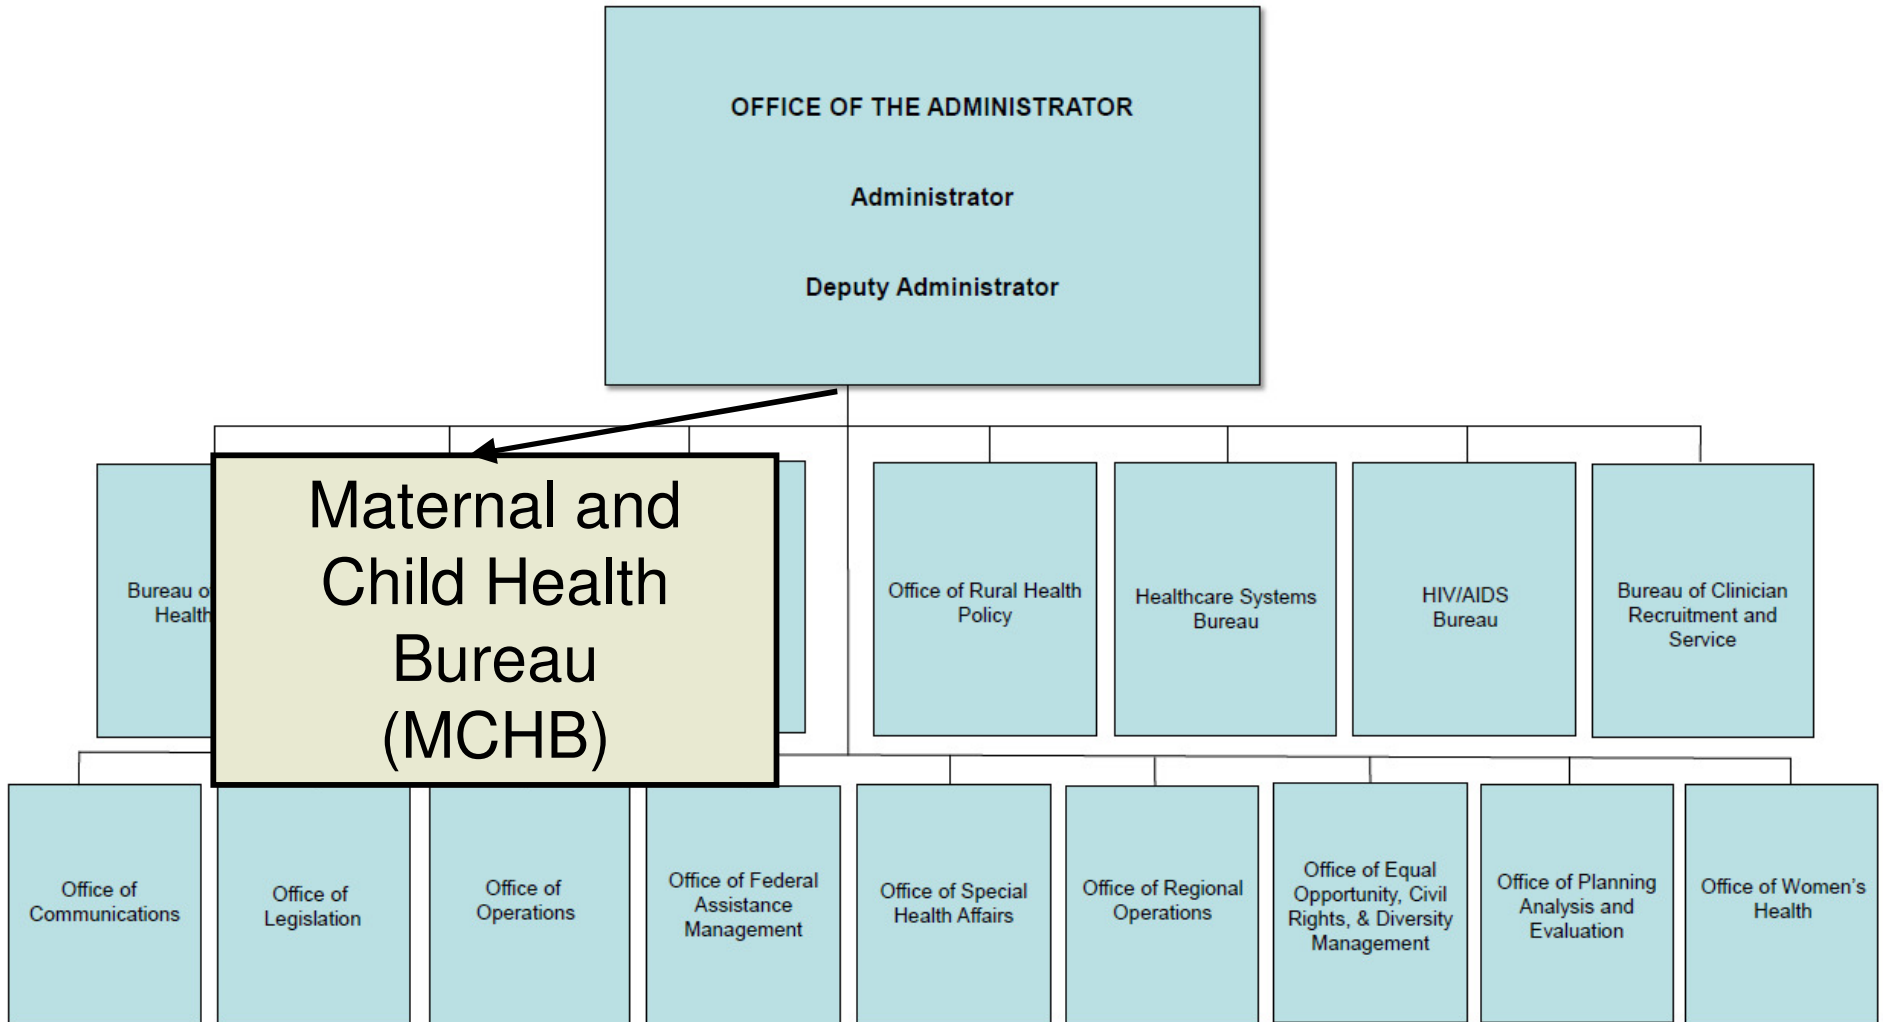 OFFICE OF THE ADMINISTRATOR
Administrator
Deputy Administrator
Maternal and
Child Health
Bureau
(MCHB)
Bureau
Health
Office of Rural Health
Policy
Healthcare Systems
Bureau
HIV/AIDS
Bureau
Bureau of Clinician
Recruitment and
Service
Office of
Communications
Office of
Legislation
Office of
Operations
Office of Federal
Assistance
Management
Office of Special
Health Affairs
Office of Regional
Operations
Office of Equal
Opportunity, Civil
Rights, & Diversity
Management
Office of Planning
Analysis and
Evaluation
Office of Women's
Health